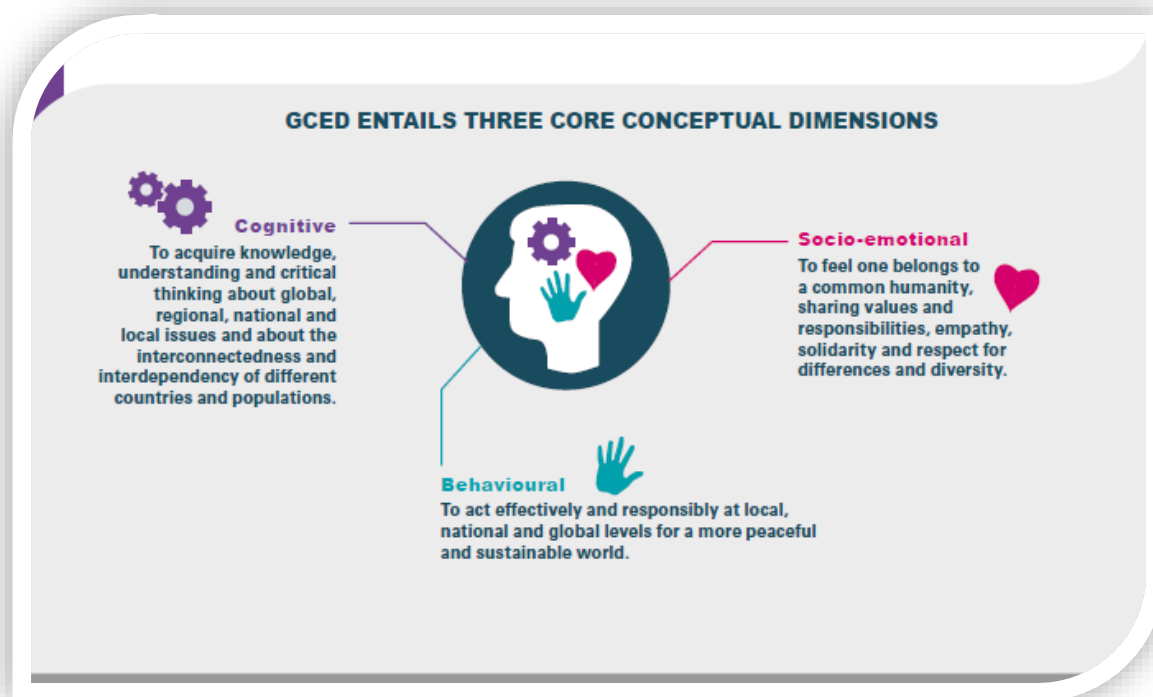 GCED ENTAILS THREE CORE CONCEPTUAL DIMENSIONS
Cognitive
To acquire knowledge,
understanding and critical
thinking about global,
regional, national and
local issues and about the
interconnectedness and
interdependency of different
countries and populations.
Socio-emotional
To feel one belongs to
a common humanity,
sharing values and
responsibilities, empathy,
solidarity and respect for
differences and diversity.
Behavioural
To act effectively and responsibly at local,
national and global levels for a more peaceful
and sustainable world.